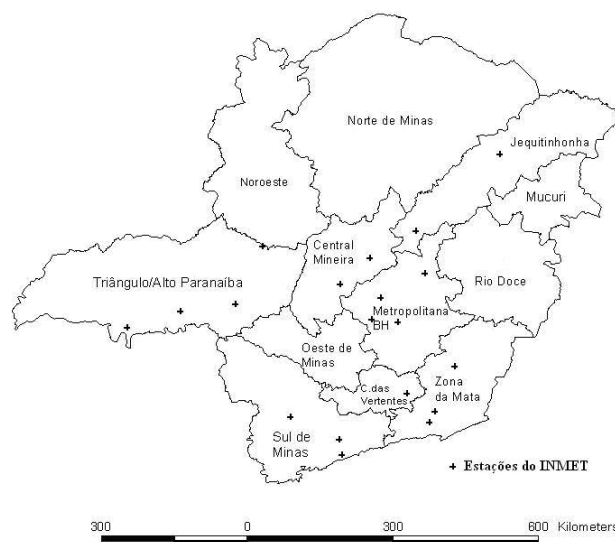 Norte de Minas
Jequitinhonha
Noroeste
Mucuri
Central
Mineira
Triângulo/Alto Paranaíba
Rio Doce
Metropolitana
BH
Oeste de
Minas
Zona
da Mata
C.das
Vertentes
Sul de
Minas
Estações do INMET
300 0 300 600 Kilometers